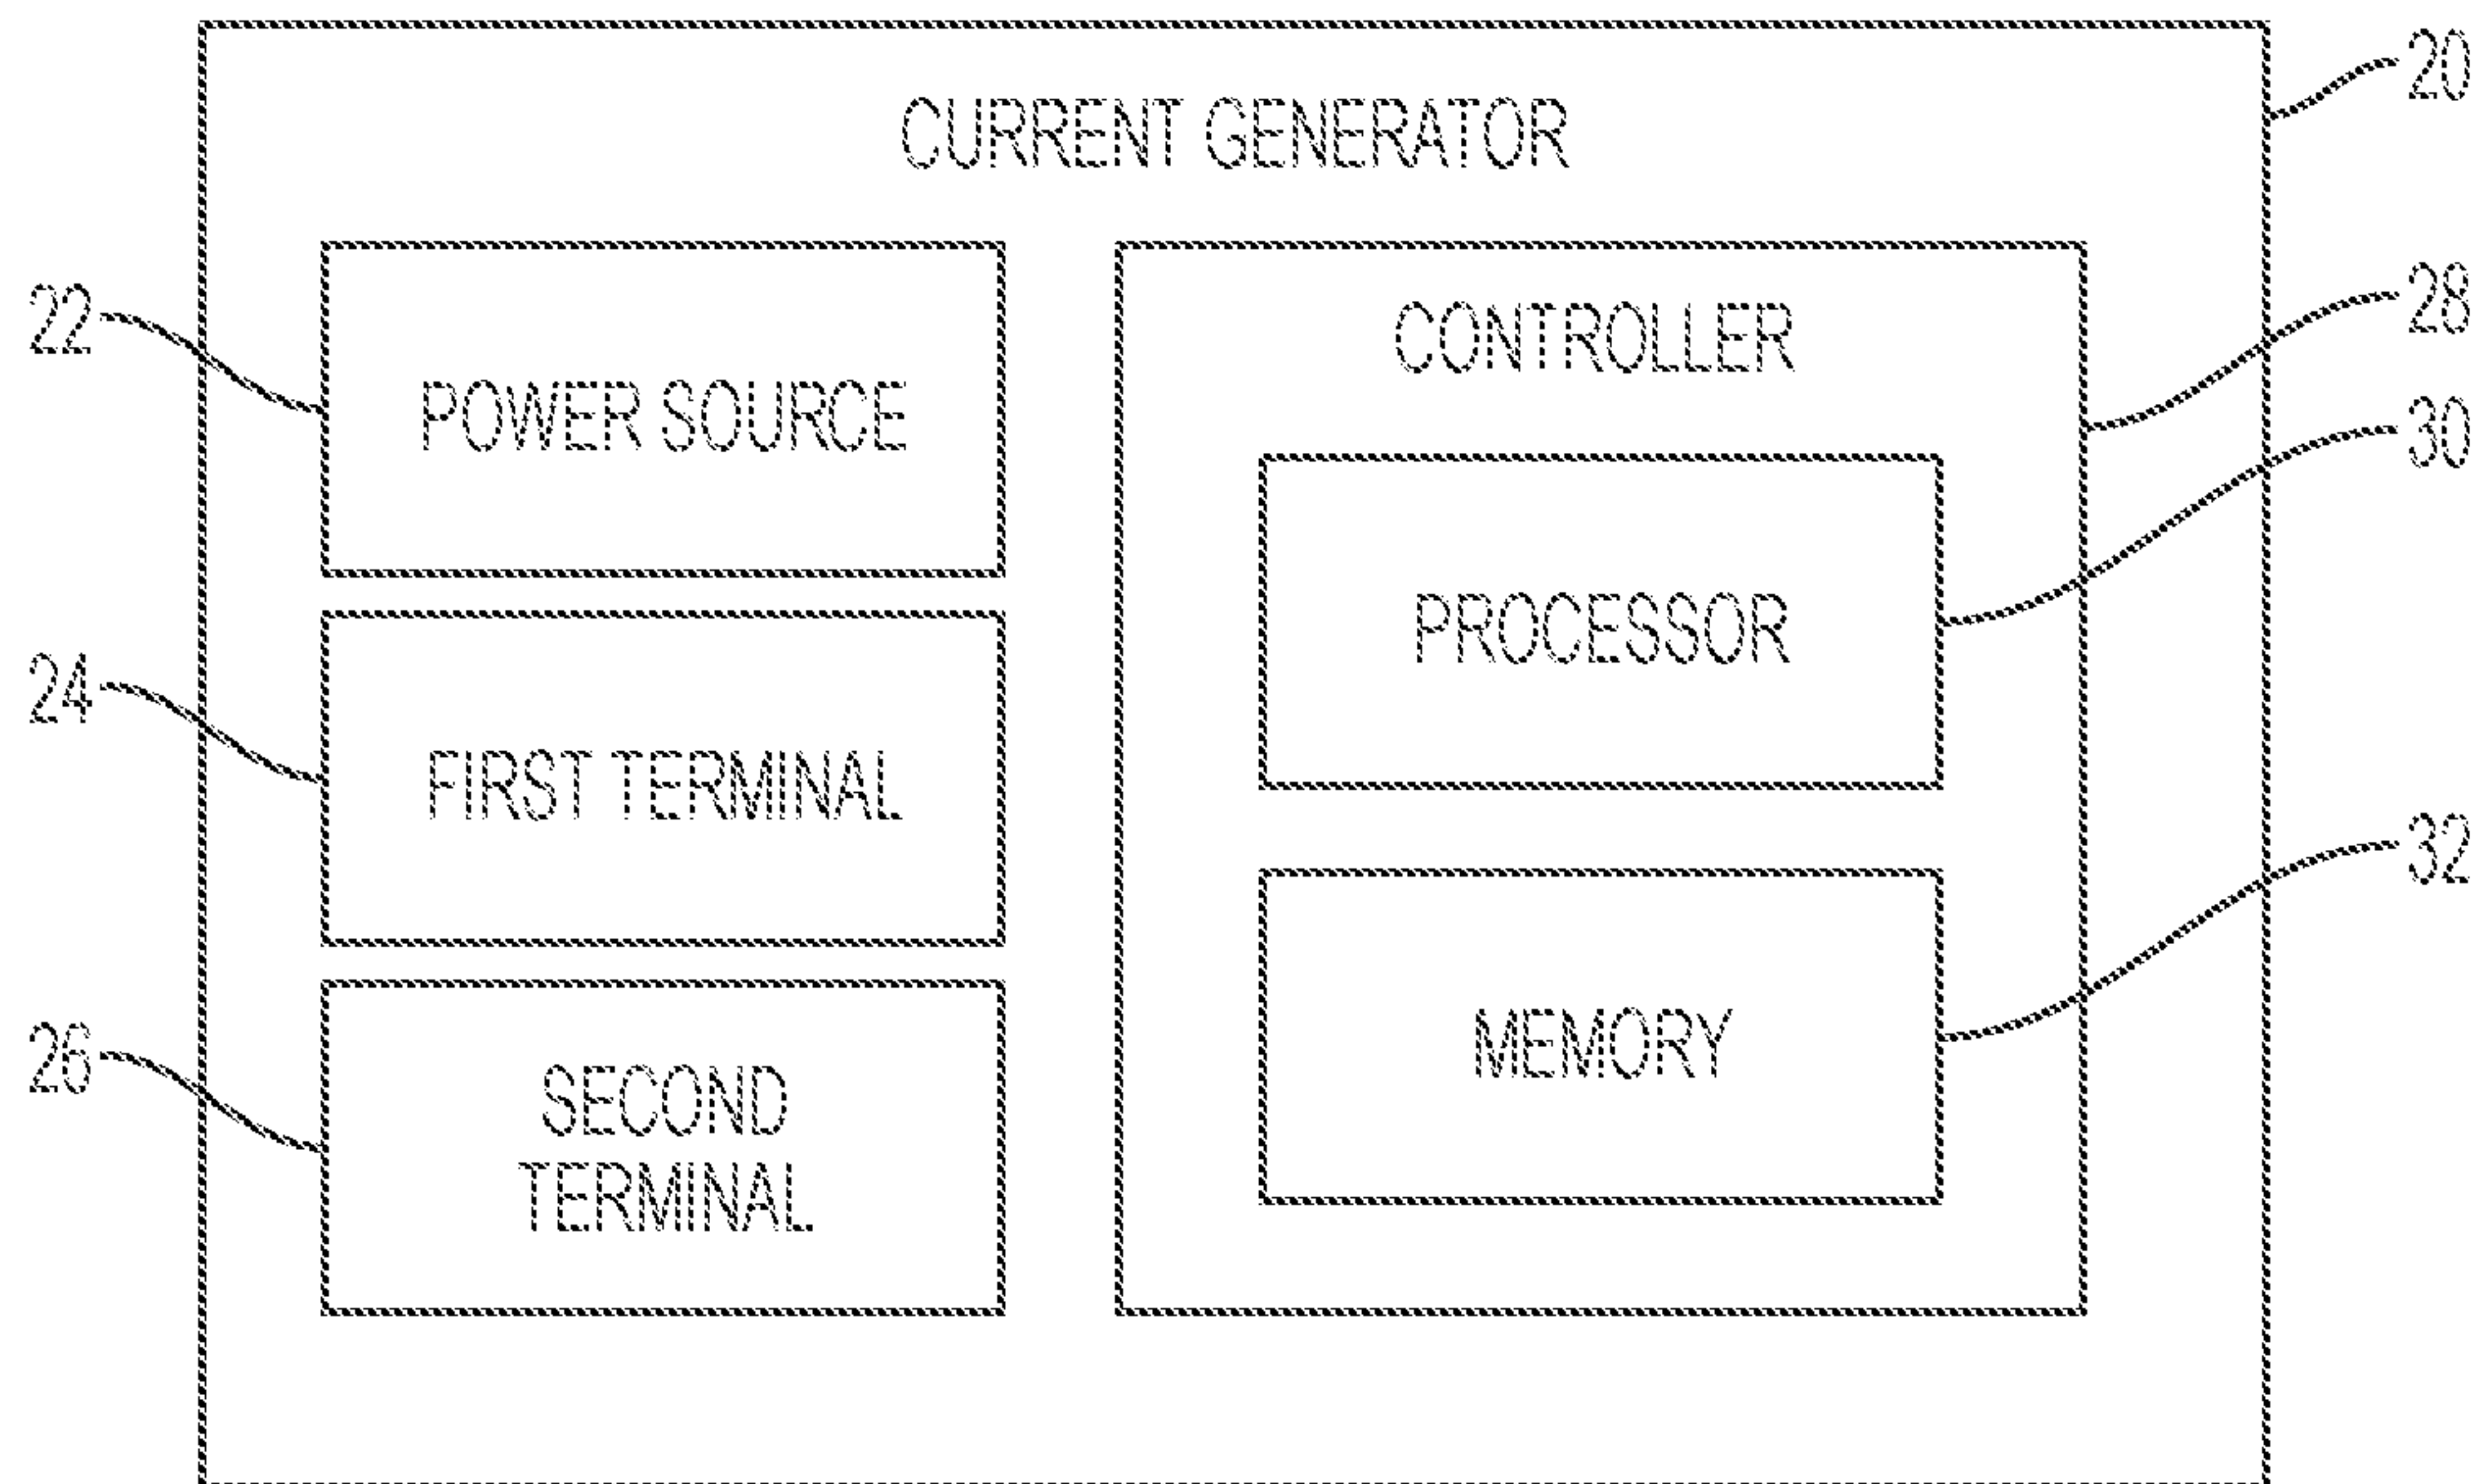 CURRENT GENERATOR
20
22
POWER SOURCE
24
FIRST TERMINAL
26
SECOND
TERMINAL
CONTROLLER
28
PROCESSOR
30
MEMORY
32